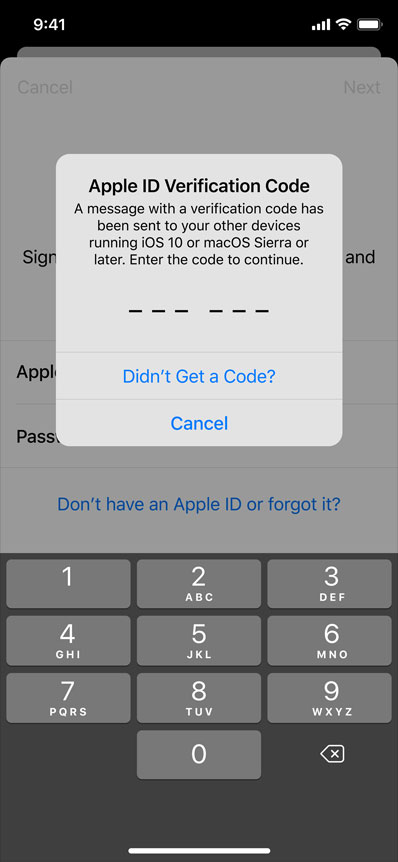 9:41
Cancel
Next
Apple ID Verification Code
A message with a verification code has
been sent to your other devices
running iOS 10 or macOS Sierra or
later. Enter the code to continue.
Sign
and
Didn't Get a Code?
Cancel
Don't have an Apple ID or forgot it?
1
2
ABC
3
DEF
4
GHI
5
JKL
6
MNO
7
PQRS
8
TUV
9
WXYZ
0